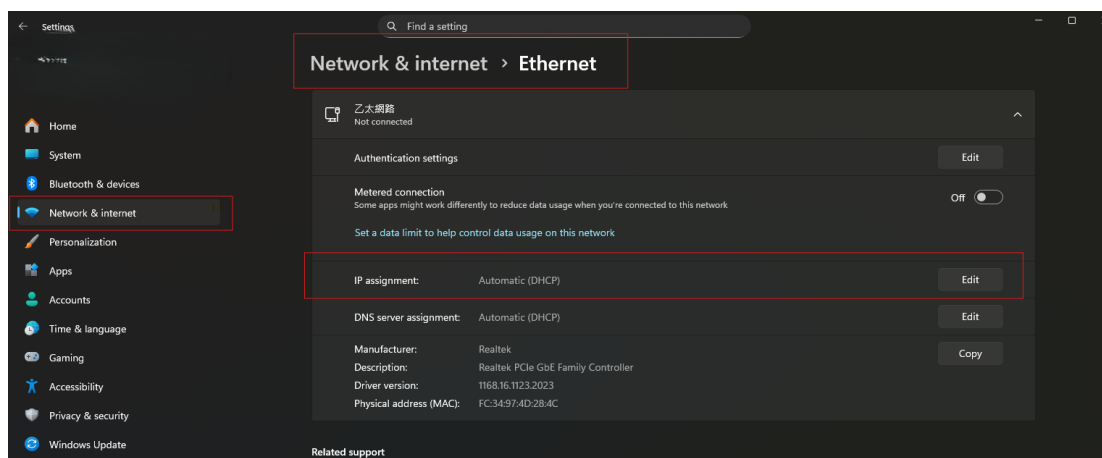 Settings
Find a setting
Network & internet › Ethernet
乙太網路
Not connected
Home
System
Bluetooth & devices
Network & internet
Personalization
Apps
Accounts
Time & language
Gaming
Accessibility
Privacy & security
Windows Update
Authentication settings
Edit
Metered connection
Some apps might work differently to reduce data usage when you're connected to this network
Off
Set a data limit to help control data usage on this network
IP assignment: Automatic (DHCP)
Edit
DNS server assignment: Automatic (DHCP)
Edit
Manufacturer: Realtek
Copy
Description: Realtek PCIe GbE Family Controller
Driver version: 1168.16.1123.2023
Physical address (MAC): FC:34:97:4D:28:4C
Related support